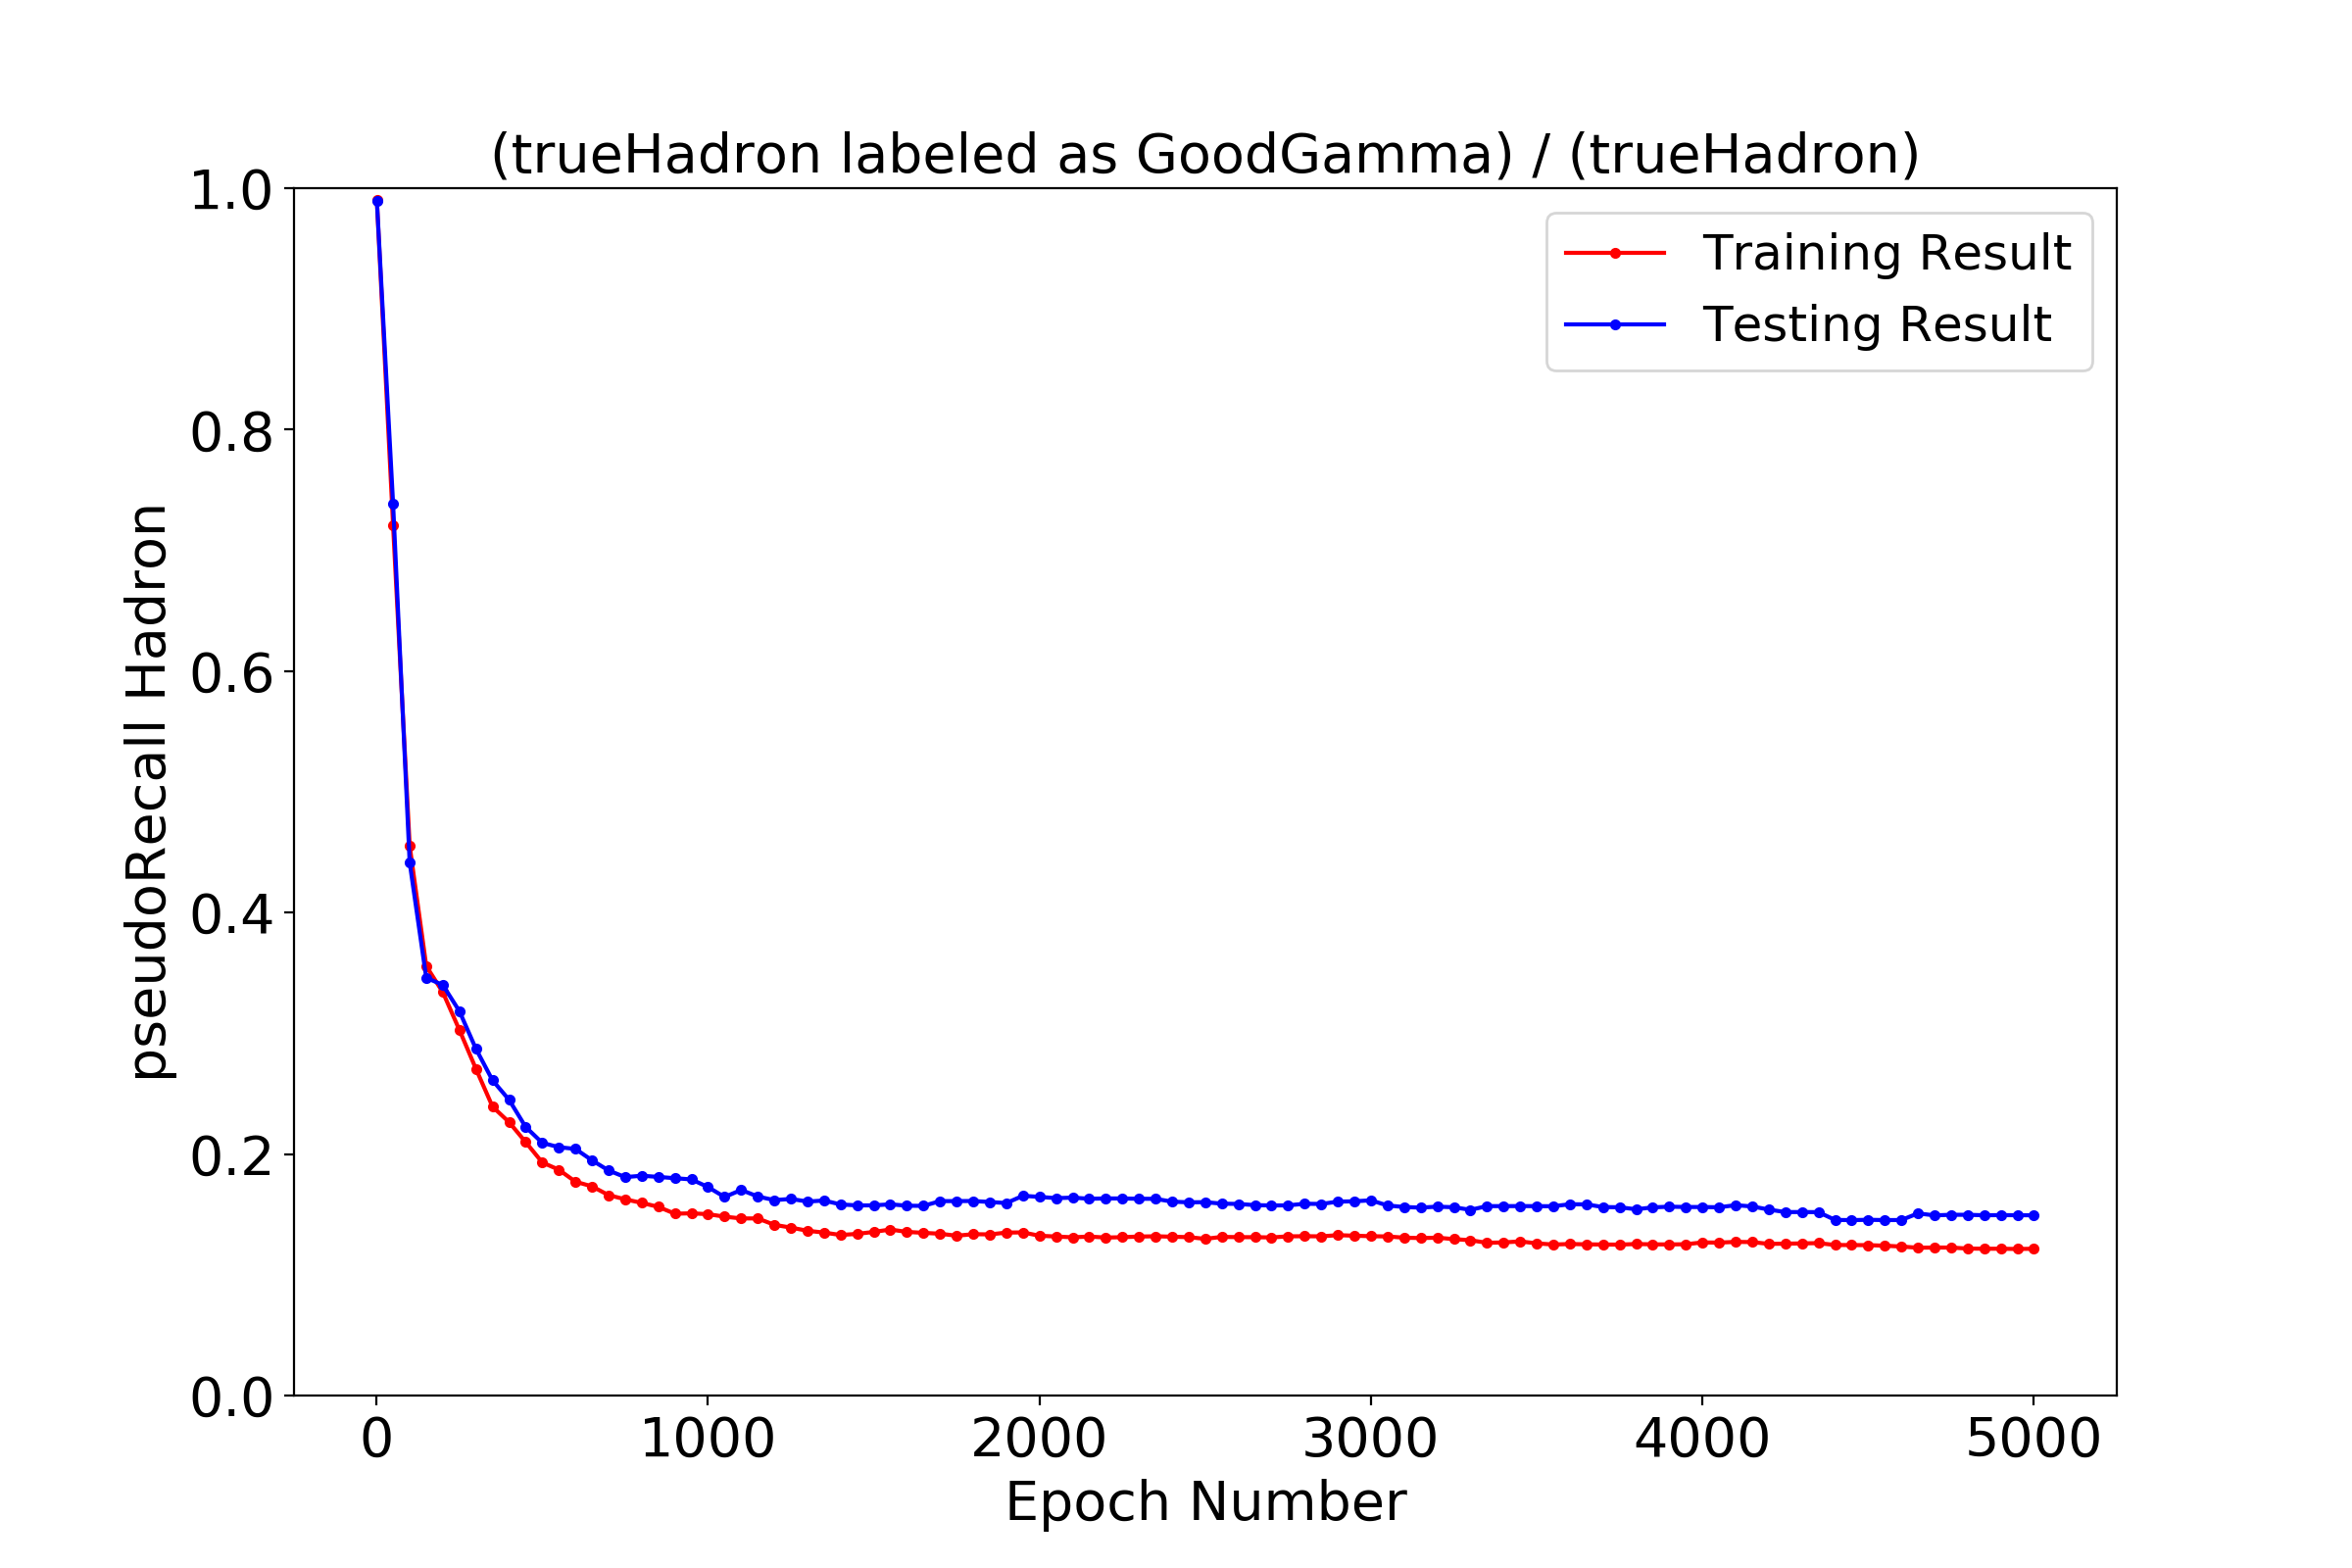 (trueHadron labeled as GoodGamma) / (trueHadron)
1.0
0.8
0.6
0.4
0.2
0.0
pseudoRecall Hadron
Training Result
Testing Result
0 1000 2000 3000 4000 5000
Epoch Number